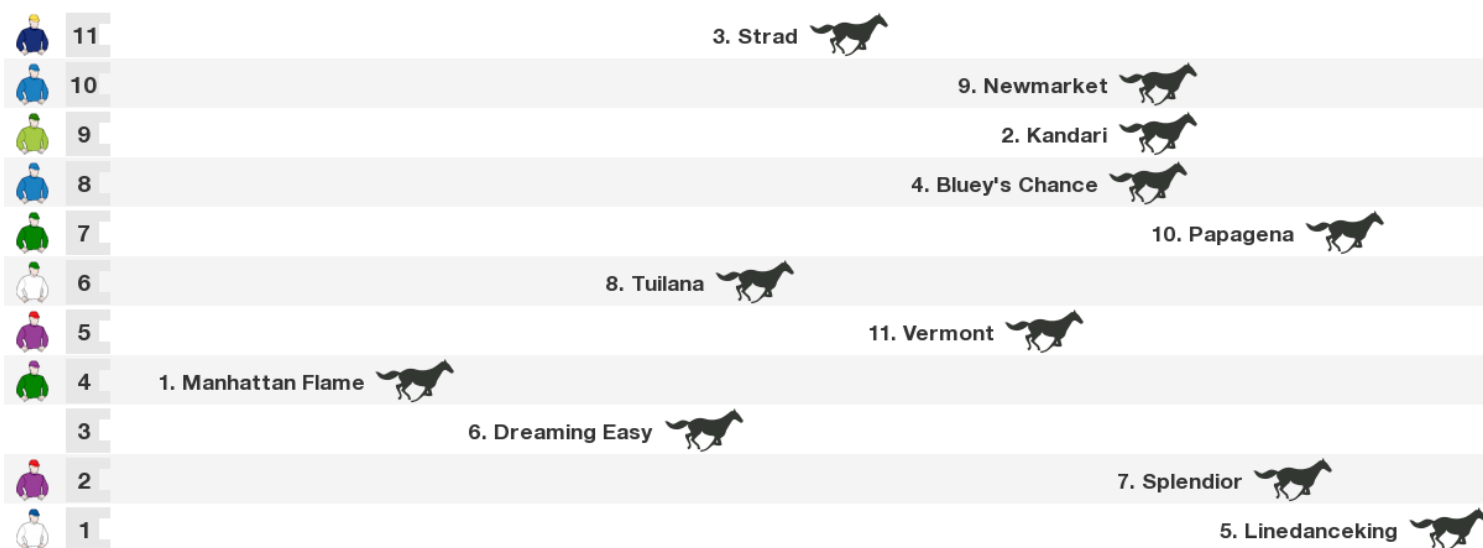 11 3. Strad
10 9. Newmarket
9 2. Kandari
8 4. Bluey's Chance
7 10. Papagena
6 8. Tuilana
5 11. Vermont
4 1. Manhattan Flame
3 6. Dreaming Easy
2 7. Splendior
1 5. Linedanceking